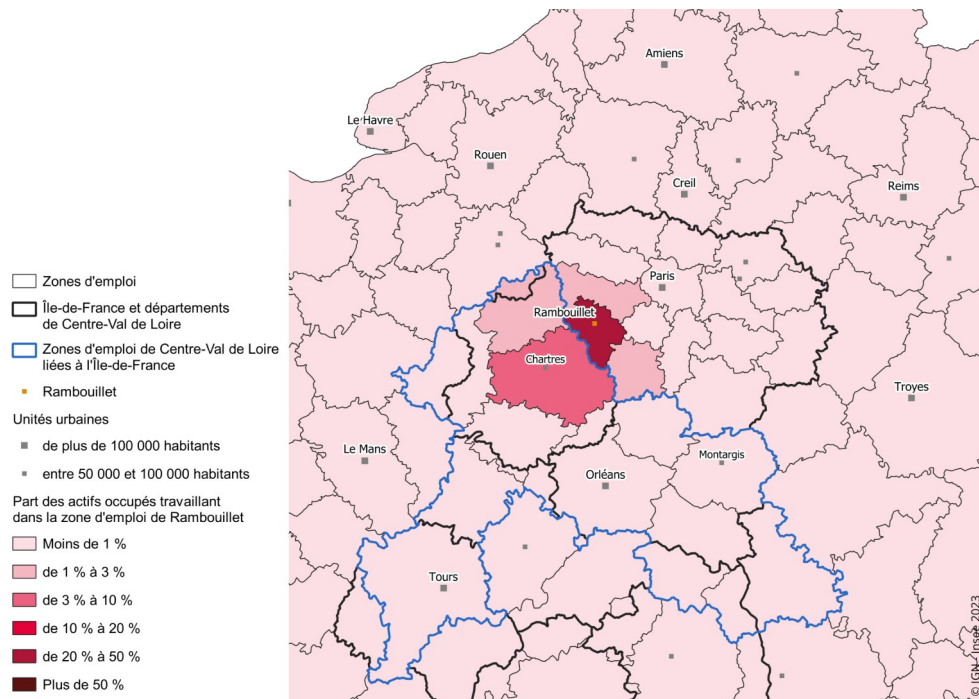 Zones d'emploi
Île-de-France et départements
de Centre-Val de Loire
Zones d'emploi de Centre-Val de Loire
liées à l'Île-de-France
Rambouillet
Unités urbaines
de plus de 100 000 habitants
entre 50 000 et 100 000 habitants
Part des actifs occupés travaillant
dans la zone d'emploi de Rambouillet
Moins de 1 %
de 1 % à 3 %
de 3 % à 10 %
de 10 % à 20 %
de 20 % à 50 %
Plus de 50 %
Amiens
Le Havre
Rouen
Creil
Reims
Paris
Rambouillet
Chartres
Troyes
Le Mans
Orléans
Montargis
Tours
IGN - Insee 2023